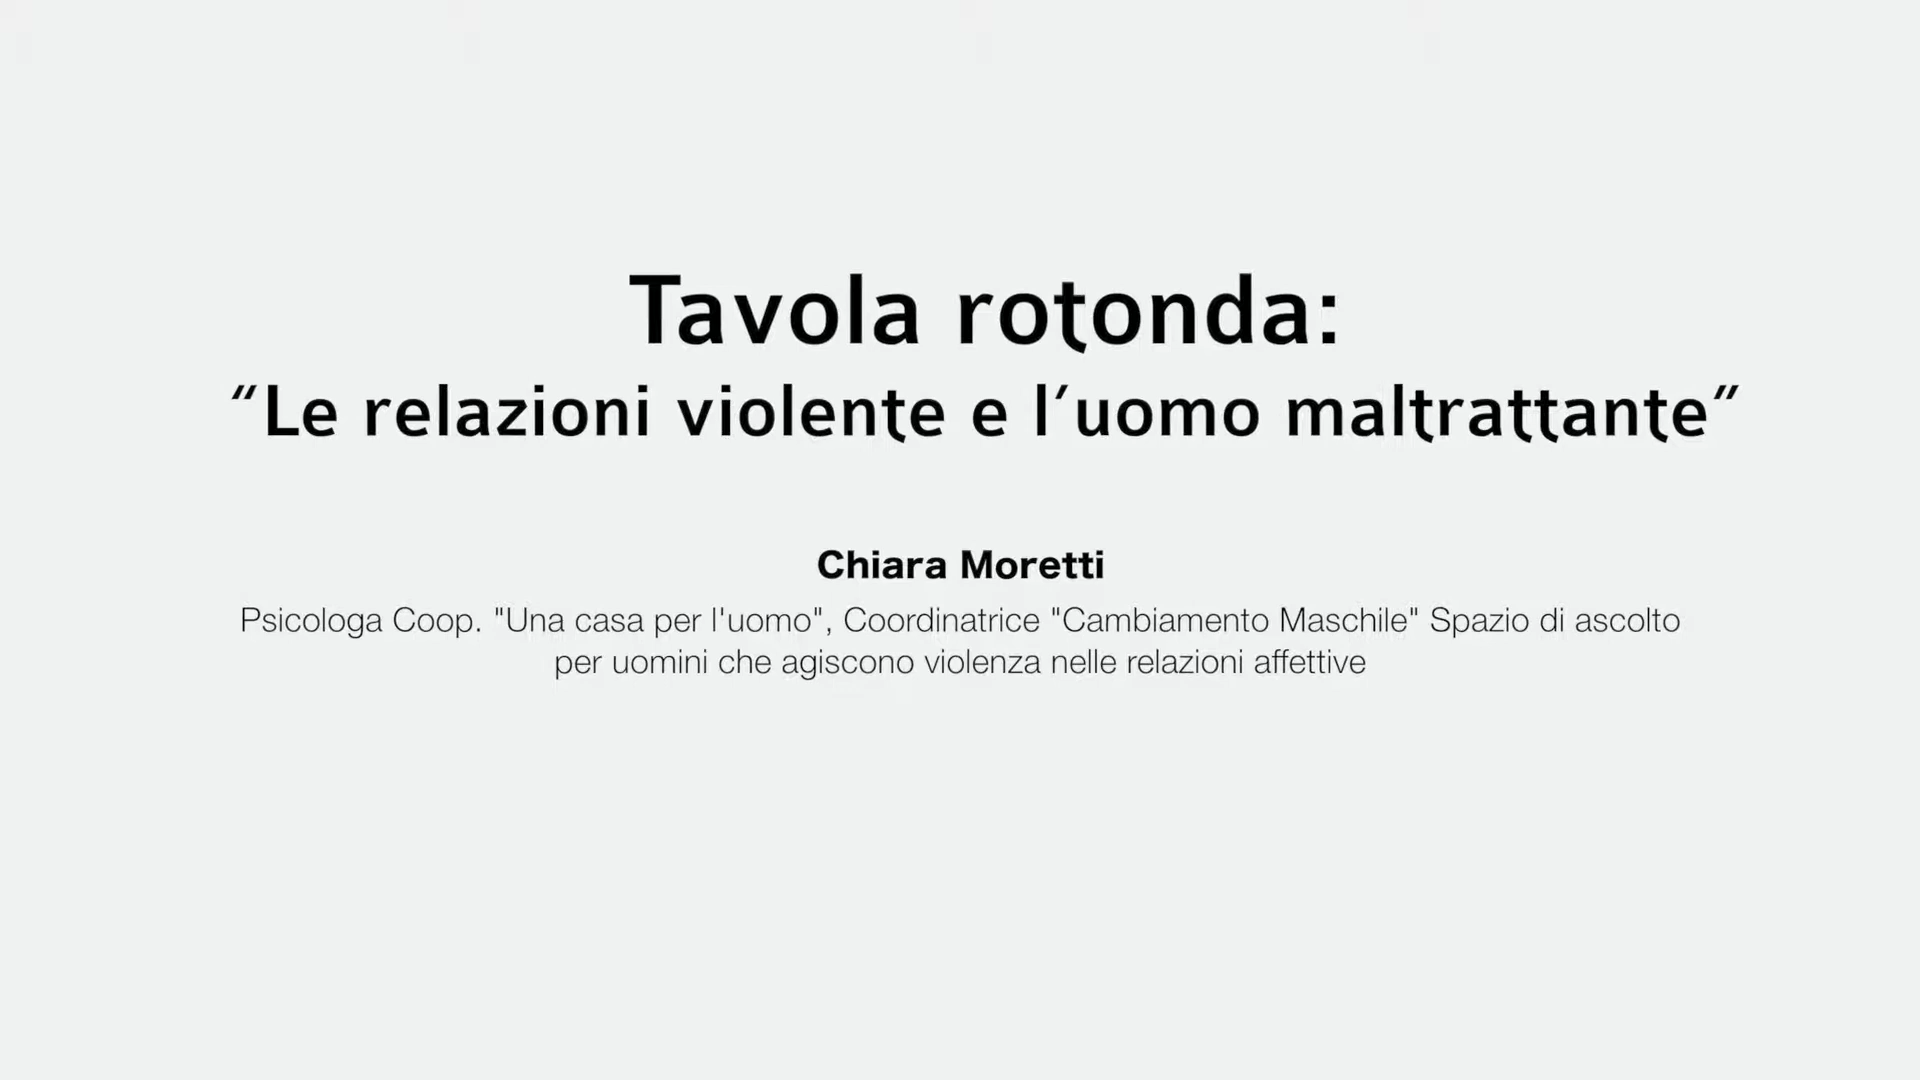 Tavola rotonda:
“Le relazioni violente e l’uomo maltrattante”
Chiara Moretti
Psicologa Coop. "Una casa per l'uomo", Coordinatrice "Cambiamento Maschile" Spazio di ascolto
per uomini che agiscono violenza nelle relazioni affettive